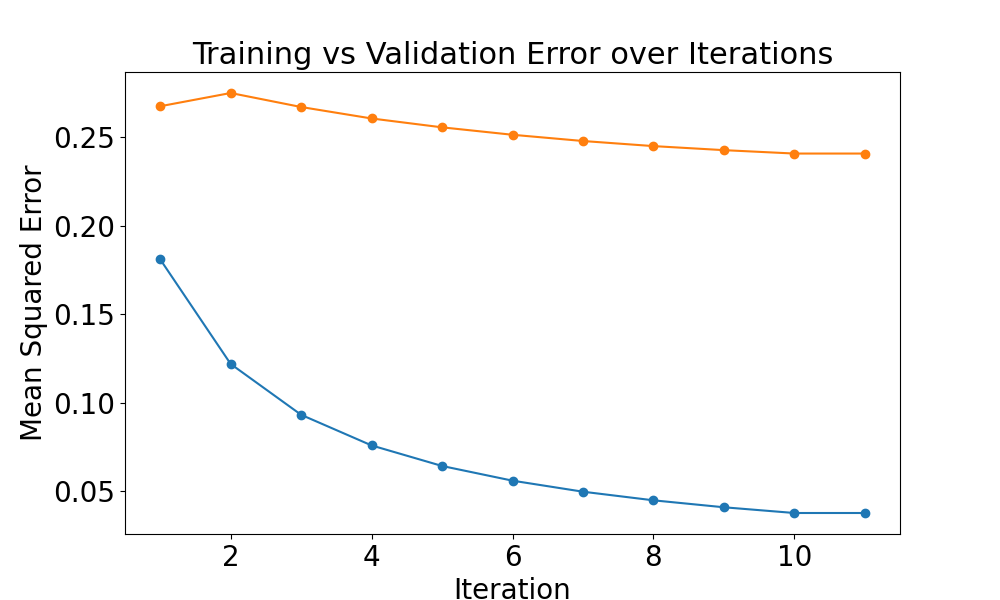 Training vs Validation Error over Iterations
Mean Squared Error
0.25
0.20
0.15
0.10
0.05
2 4 6 8 10
Iteration